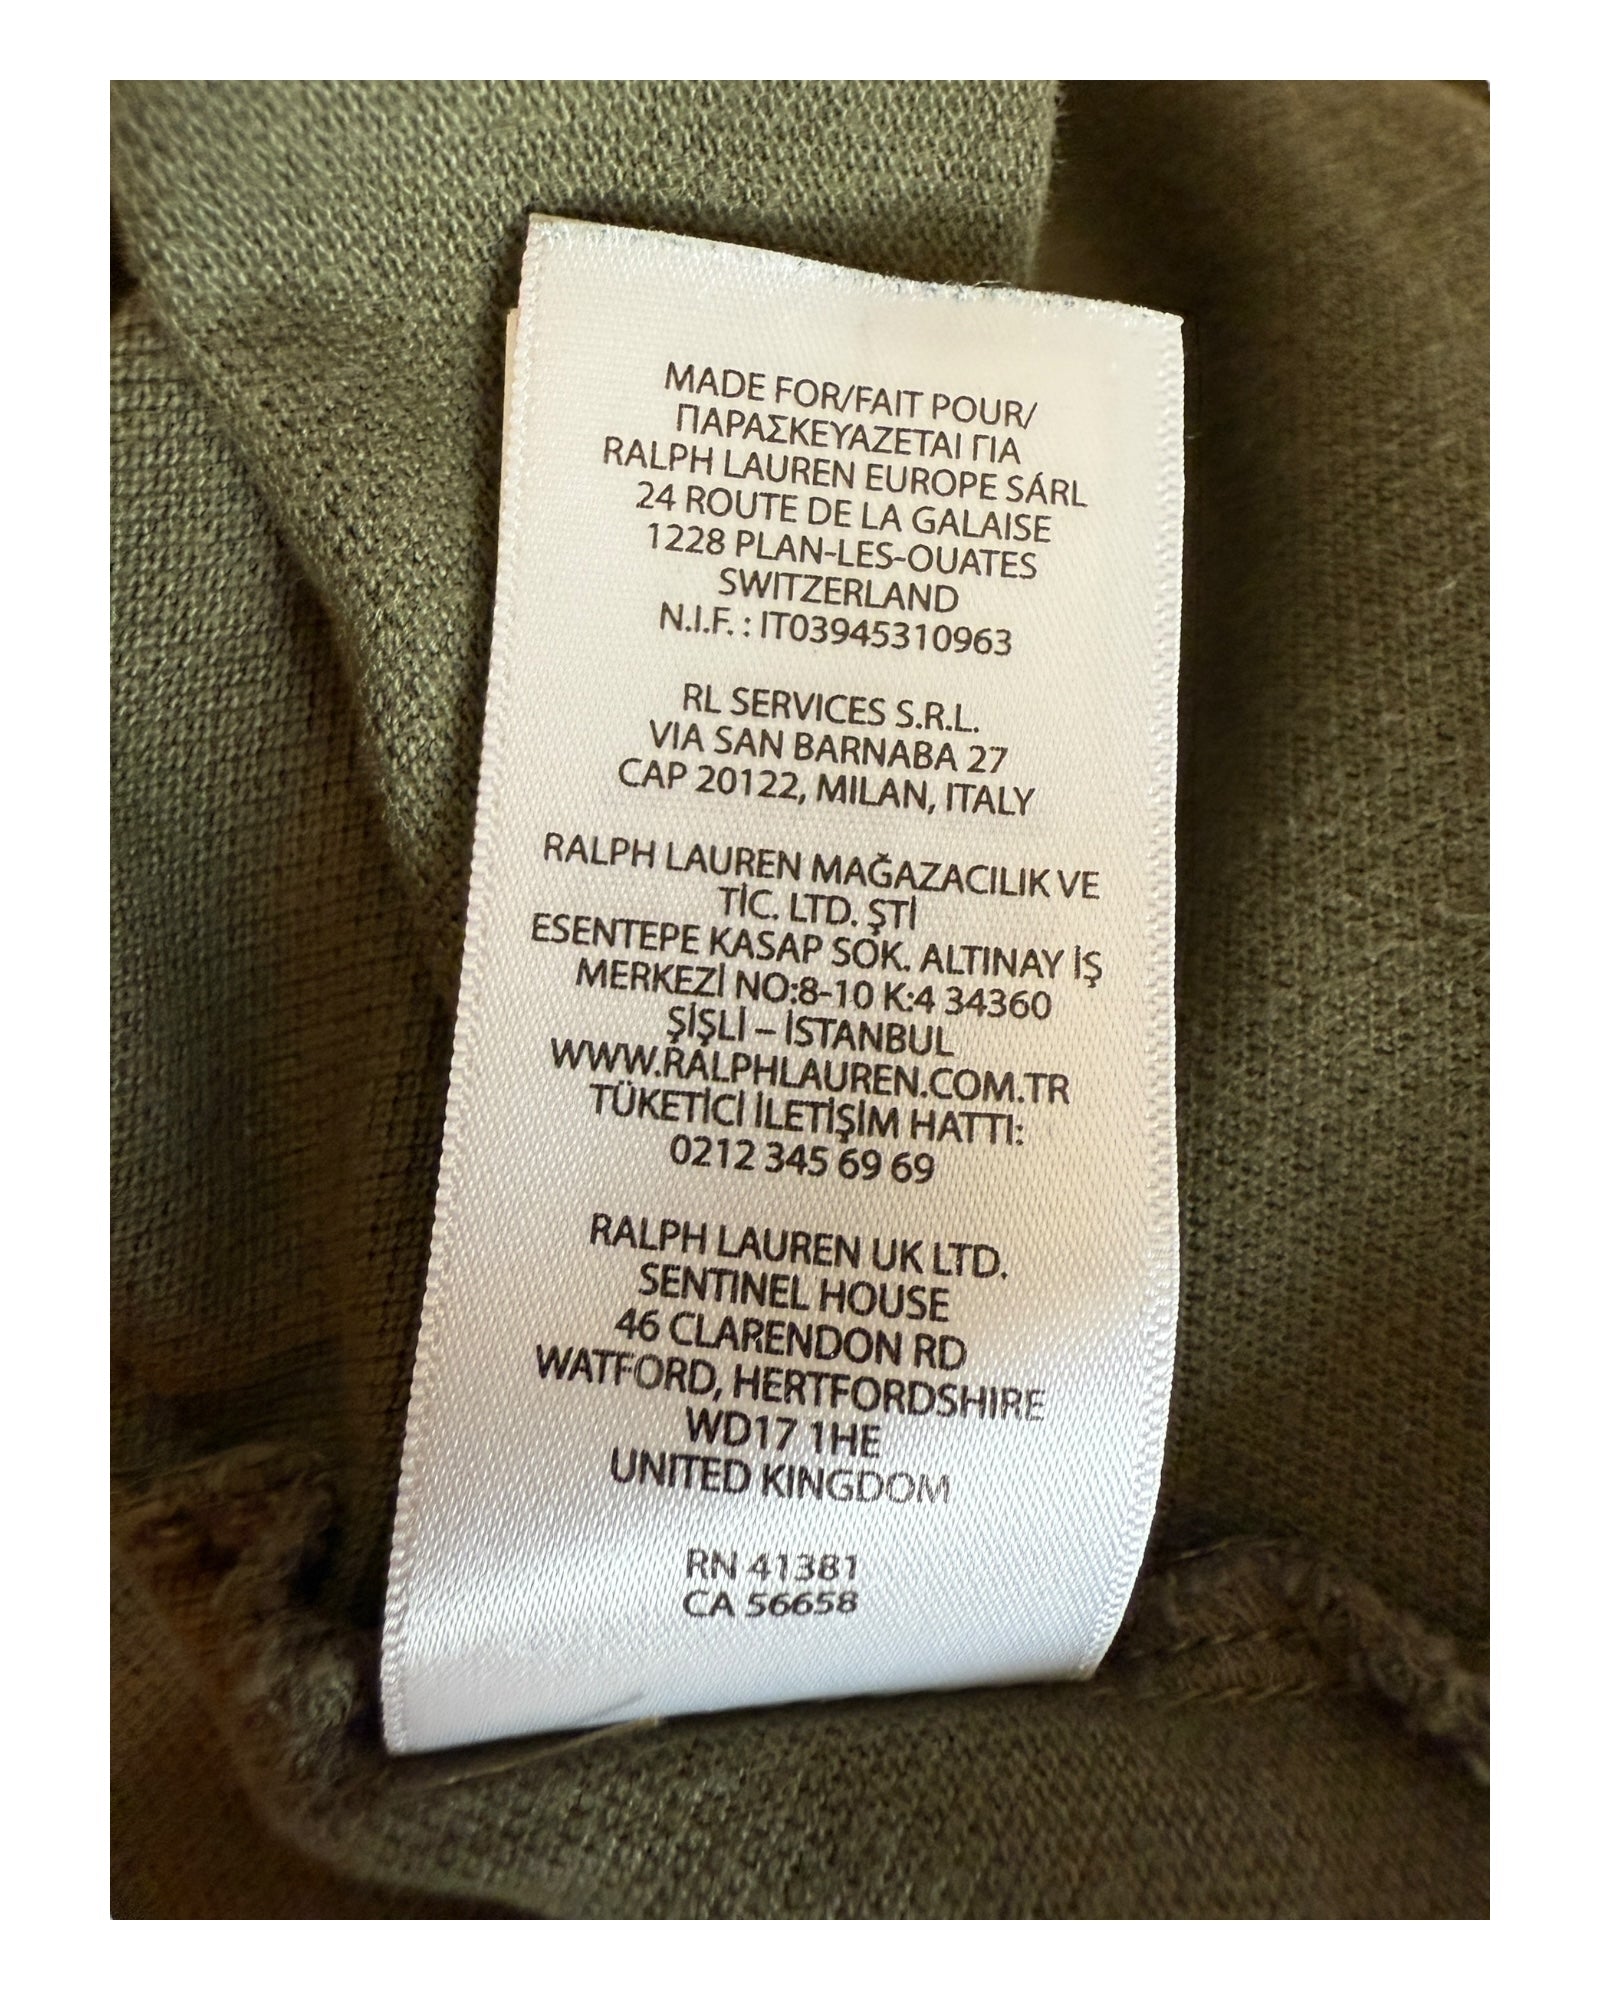 MADE FOR/FAIT POUR/
ΠΑΡΑΣΚΕΥΑΖΕΤΑΙ ΓΙΑ
RALPH LAUREN EUROPE SÁRL
24 ROUTE DE LA GALAISE
1228 PLAN-LES-OUATES
SWITZERLAND
N.I.F. : IT03945310963
RL SERVICES S.R.L.
VIA SAN BARNABA 27
CAP 20122, MILAN, ITALY
RALPH LAUREN MAĞAZACILIK VE
TİC. LTD. ŞTİ
ESENTEPE KASAP SOK. ALTINAY İŞ
MERKEZİ NO:8-10 K:4 34360
ŞİŞLİ – İSTANBUL
WWW.RALPHLAUREN.COM.TR
TÜKETİCİ İLETİŞİM HATTI:
0212 345 69 69
RALPH LAUREN UK LTD.
SENTINEL HOUSE
46 CLARENDON RD
WATFORD, HERTFORDSHIRE
WD17 1HE
UNITED KINGDOM
RN 41381
CA 56658